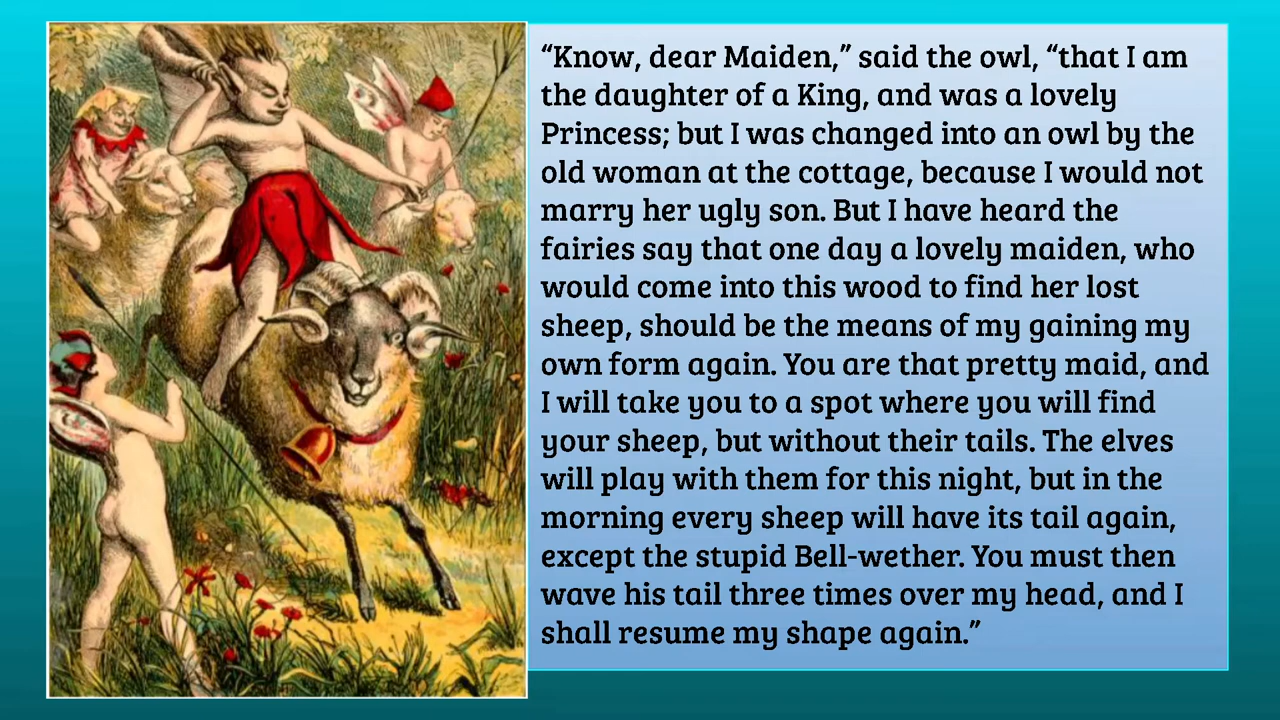 “Know, dear Maiden,” said the owl, “that I am
the daughter of a King, and was a lovely
Princess; but I was changed into an owl by the
old woman at the cottage, because I would not
marry her ugly son. But I have heard the
fairies say that one day a lovely maiden, who
would come into this wood to find her lost
sheep, should be the means of my gaining my
own form again. You are that pretty maid, and
I will take you to a spot where you will find
your sheep, but without their tails. The elves
will play with them for this night, but in the
morning every sheep will have its tail again,
except the stupid Bell-wether. You must then
wave his tail three times over my head, and I
shall resume my shape again.”